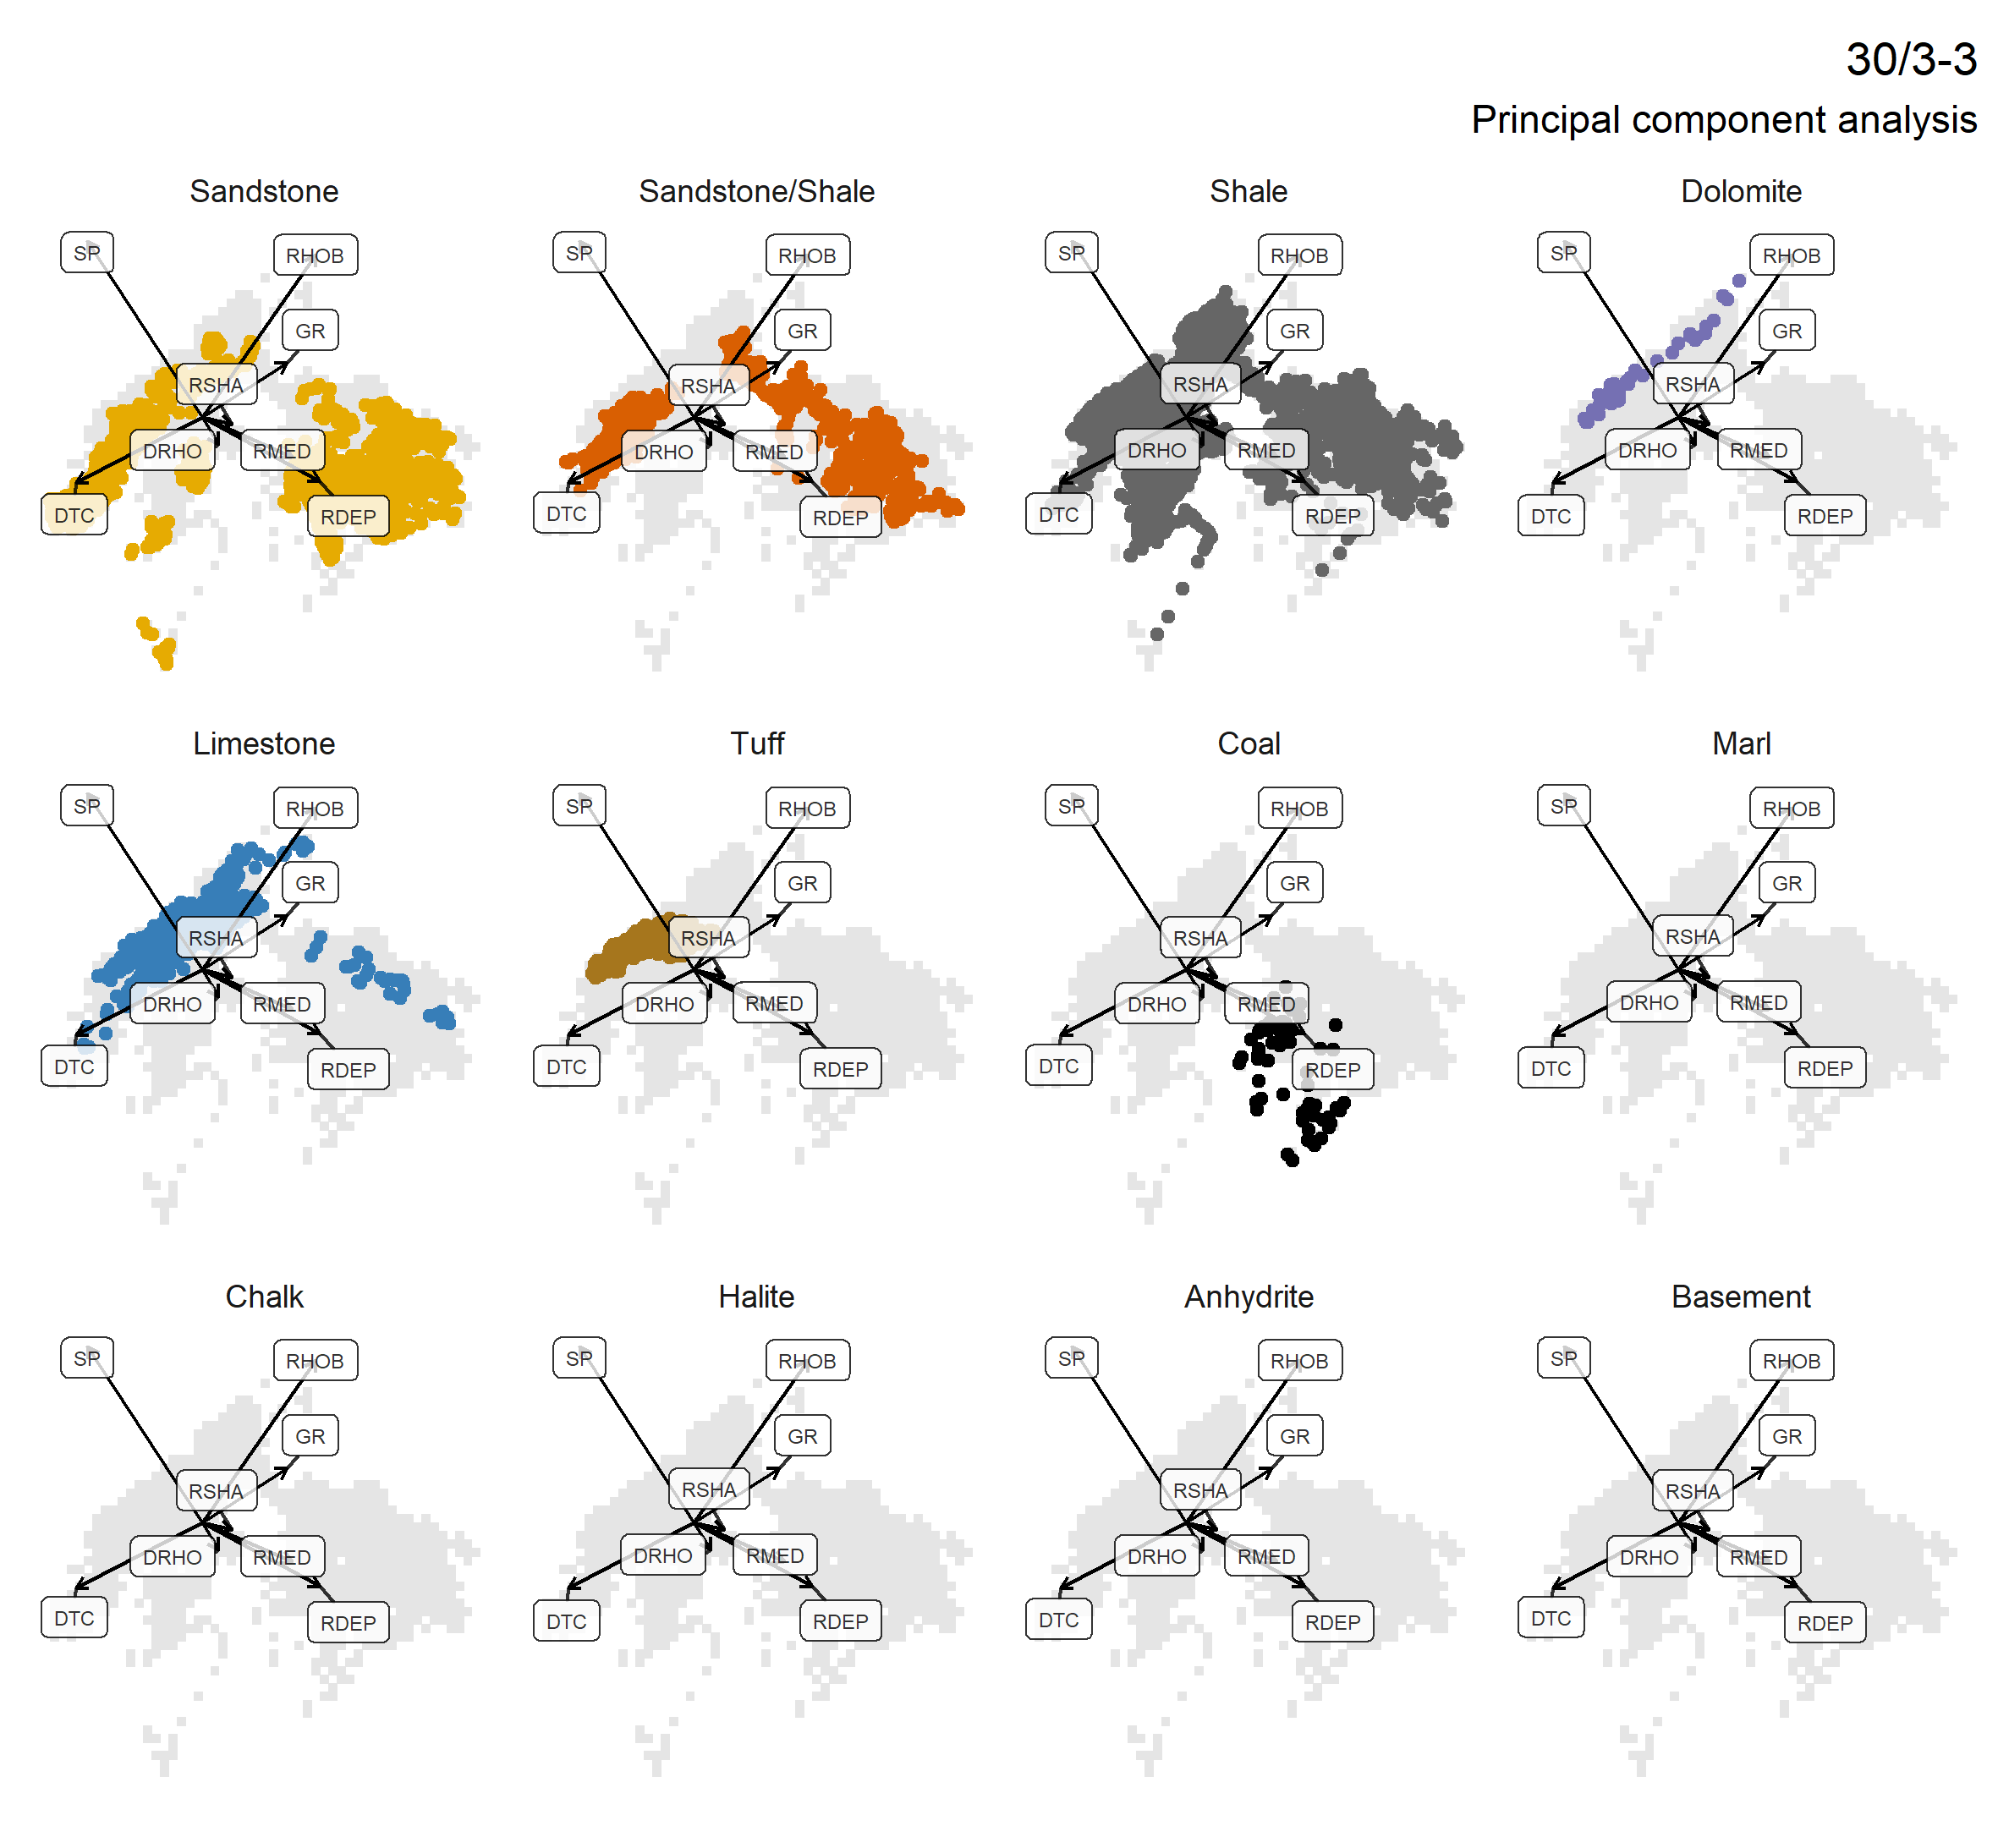 30/3-3
Principal component analysis
Sandstone
SP
RHOB
GR
RSHA
DRHO
RMED
DTC
RDEP
Sandstone/Shale
SP
RHOB
GR
RSHA
DRHO
RMED
DTC
RDEP
Shale
SP
RHOB
GR
RSHA
DRHO
RMED
DTC
RDEP
Dolomite
SP
RHOB
GR
RSHA
DRHO
RMED
DTC
RDEP
Limestone
SP
RHOB
GR
RSHA
DRHO
RMED
DTC
RDEP
Tuff
SP
RHOB
GR
RSHA
DRHO
RMED
DTC
RDEP
Coal
SP
RHOB
GR
RSHA
DRHO
RMED
DTC
RDEP
Marl
SP
RHOB
GR
RSHA
DRHO
RMED
DTC
RDEP
Chalk
SP
RHOB
GR
RSHA
DRHO
RMED
DTC
RDEP
Halite
SP
RHOB
GR
RSHA
DRHO
RMED
DTC
RDEP
Anhydrite
SP
RHOB
GR
RSHA
DRHO
RMED
DTC
RDEP
Basement
SP
RHOB
GR
RSHA
DRHO
RMED
DTC
RDEP